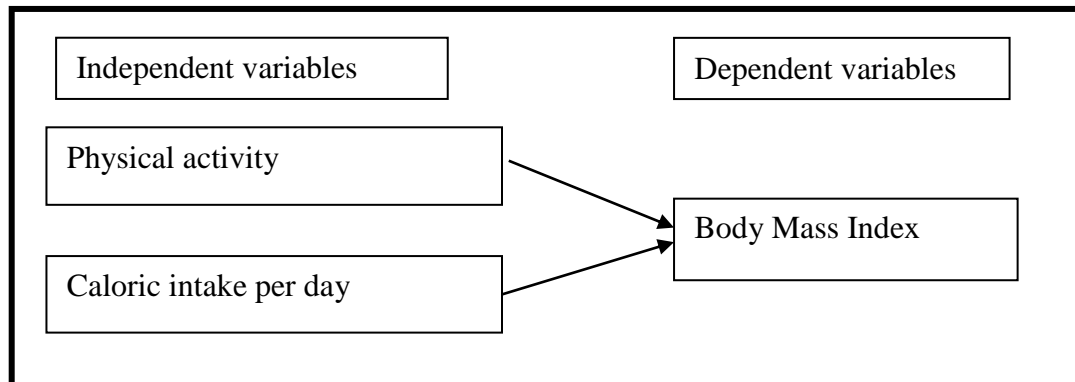 Independent variables
Dependent variables
Physical activity
Body Mass Index
Caloric intake per day